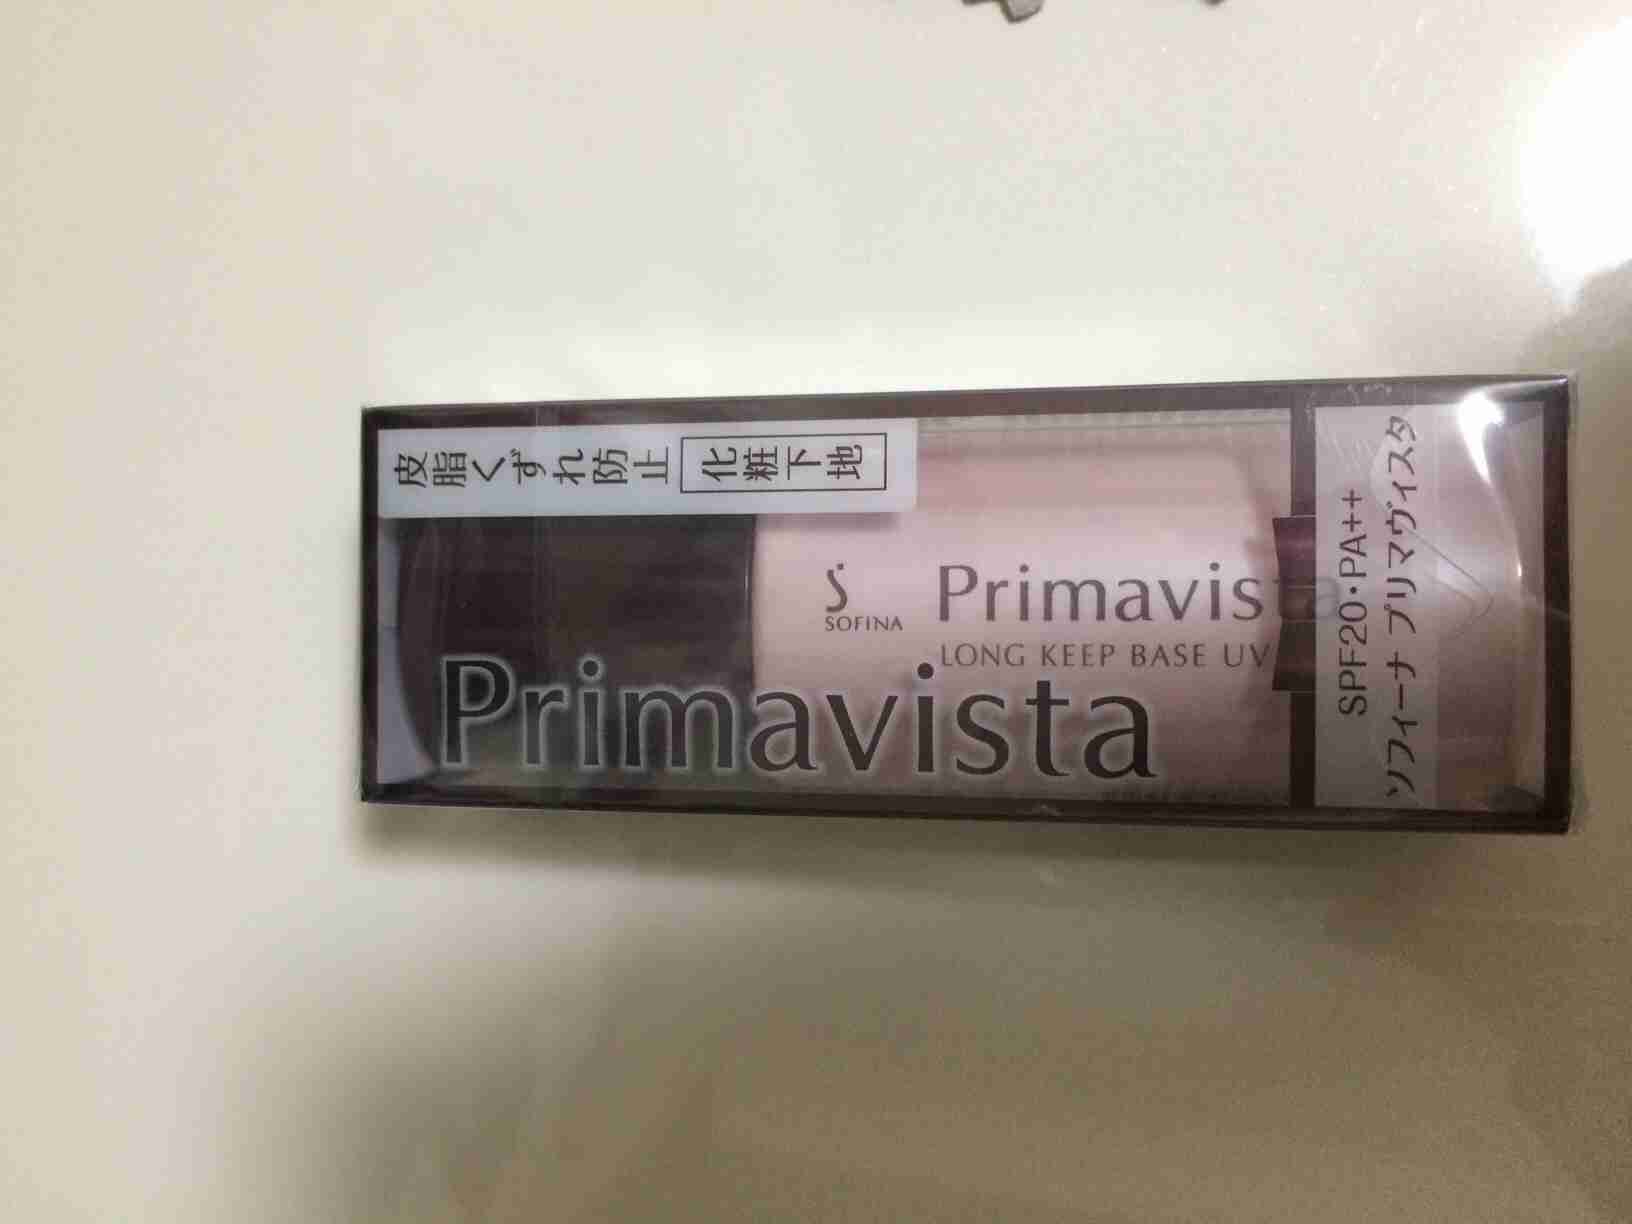 皮脂くずれ防止 化粧下地
S
SOFINA
Primavista
LONG KEEP BASE UV
Primavista
SPF20・PA++
ソフィーナ プリマヴィスタ